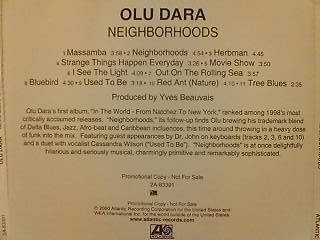 OLU DARA
NEIGHBORHOODS
1 Massamba 3:58 • 2 Neighborhoods 4:54 • 3 Herbman 4:45
4 Strange Things Happen Everyday 3:26 • 5 Movie Show 3:50
6 I See the Light 4:09 • 7 Out On The Rolling Sea 3:57
8 Bluebird 4:30 • 9 Used To Be 3:18 • 10 Red Ant (Nature) 4:10 • 11 Tree Blues 2:35
Produced by Yves Beauvais
Olu Dara's first album, "In The World - From Natchez To New York," ranked among 1998's most
critically acclaimed releases. "Neighborhoods," its follow-up finds Olu brewing his trademark blend
of Delta Blues, Jazz, Afro-beat and Caribbean influences, this time around throwing in a heavy dose
of funk into the mix. Featuring guest appearances by Dr. John on keyboards (tracks 2, 3, 6 and 10)
and a duet with vocalist Cassandra Wilson ("Used To Be"). "Neighborhoods" is at once delightfully
hilarious and seriously musical, charmingly primitive and remarkably sophisticated.
Promotional Copy - Not For Sale
2A-83391
Promotional Copy - Not For Sale
© 2000 Atlantic Recording Corporation for the United States and
WEA International Inc. for the world outside of the United States
www.atlantic-records.com
ATLANTIC
OLU DARA
2A-83391